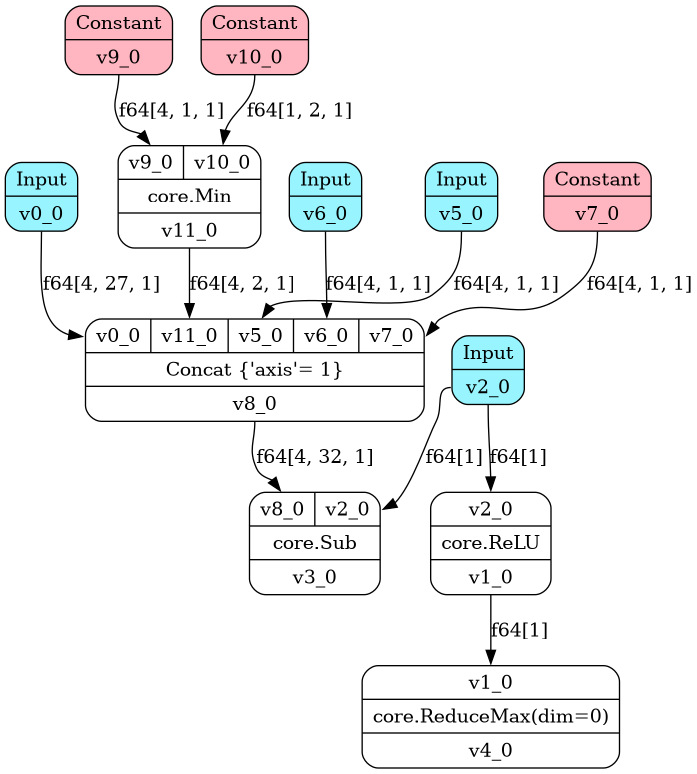 Constant
v9_0
Constant
v10_0
f64[4, 1, 1]
f64[1, 2, 1]
v9_0 v10_0
core.Min
v11_0
Input
v0_0
Input
v6_0
Input
v5_0
Constant
v7_0
f64[4, 27, 1]
f64[4, 2, 1]
f64[4, 1, 1]
f64[4, 1, 1]
f64[4, 1, 1]
v0_0 v11_0 v5_0 v6_0 v7_0
Concat {'axis'= 1}
v8_0
Input
v2_0
f64[4, 32, 1]
f64[1]
f64[1]
v8_0 v2_0
core.Sub
v3_0
v2_0
core.ReLU
v1_0
f64[1]
v1_0
core.ReduceMax(dim=0)
v4_0